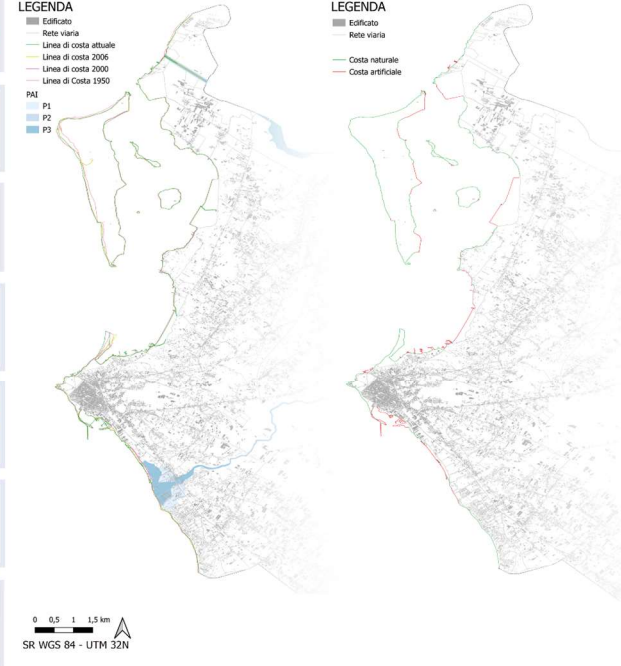 LEGENDA
Edificato
Rete viaria
Linea di costa attuale
Linea di costa 2006
Linea di costa 2000
Linea di Costa 1950
PAI
P1
P2
P3
LEGENDA
Edificato
Rete viaria
Costa naturale
Costa artificiale
0 0,5 1 1,5 km
SR WGS 84 - UTM 32N